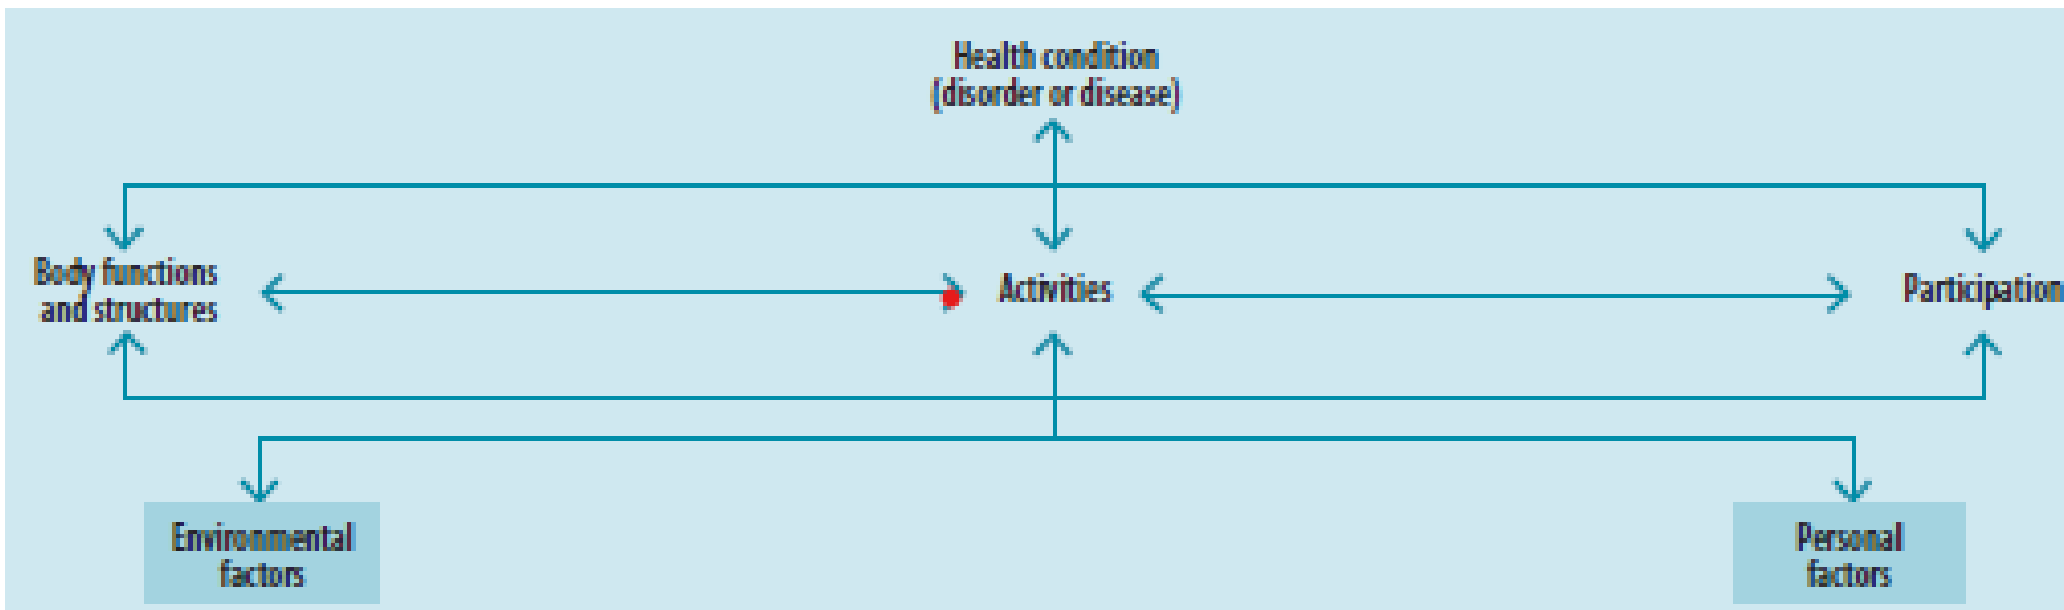 Health condition
(disorder or disease)
Body functions
and structures
Activities
Participation
Environmental
factors
Personal
factors